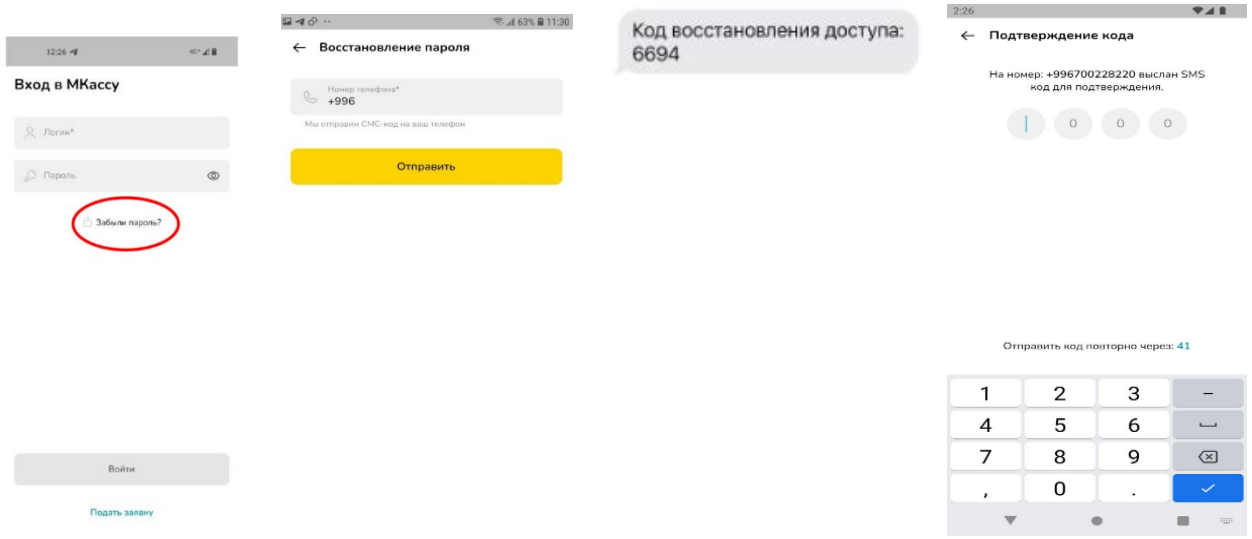 12:26
Вход в МКассу
Логин*
Пароль
Забыли пароль?
Войти
Подать заявку
63% 11:30
Восстановление пароля
Номер телефона*
+996
Мы отправим СМС-код на ваш телефон
Отправить
Код восстановления доступа:
6694
2:26
Подтверждение кода
На номер: +996700228220 выслан SMS
код для подтверждения.
0 0 0
Отправить код повторно через: 41
1 2 3 –
4 5 6
7 8 9
, 0 .